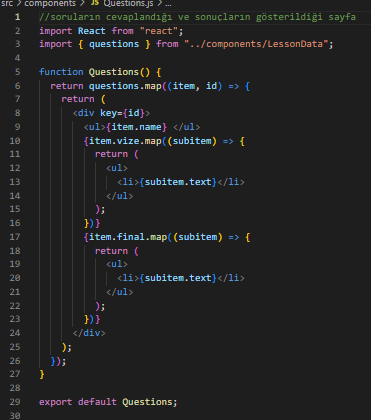 src > components > Questions.js > ...
1 //soruların cevaplandığı ve sonuçların gösterildiği sayfa
2 import React from "react";
3 import { questions } from "../components/LessonData";
4
5 function Questions() {
6   return questions.map((item, id) => {
7     return (
8       <div key={id}>
9         <ul>{item.name} </ul>
10         {item.vize.map((subitem) => {
11           return (
12             <ul>
13               <li>{subitem.text}</li>
14             </ul>
15           );
16         })}
17         {item.final.map((subitem) => {
18           return (
19             <ul>
20               <li>{subitem.text}</li>
21             </ul>
22           );
23         })}
24       </div>
25     );
26   });
27 }
28
29 export default Questions;
30